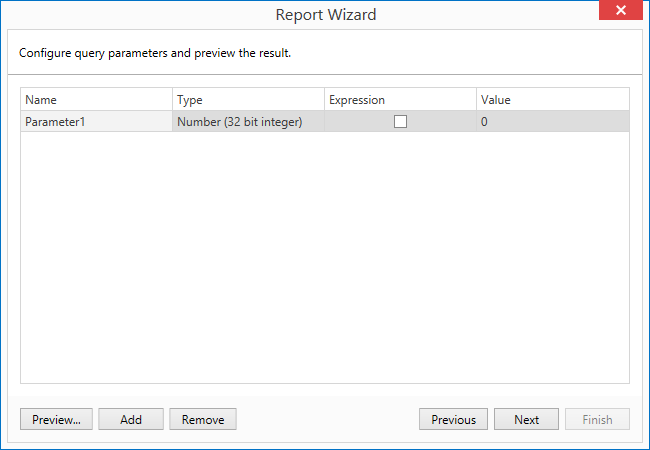 Report Wizard
Configure query parameters and preview the result.
Name Type Expression Value
Parameter1 Number (32 bit integer) 0
Preview... Add Remove Previous Next Finish